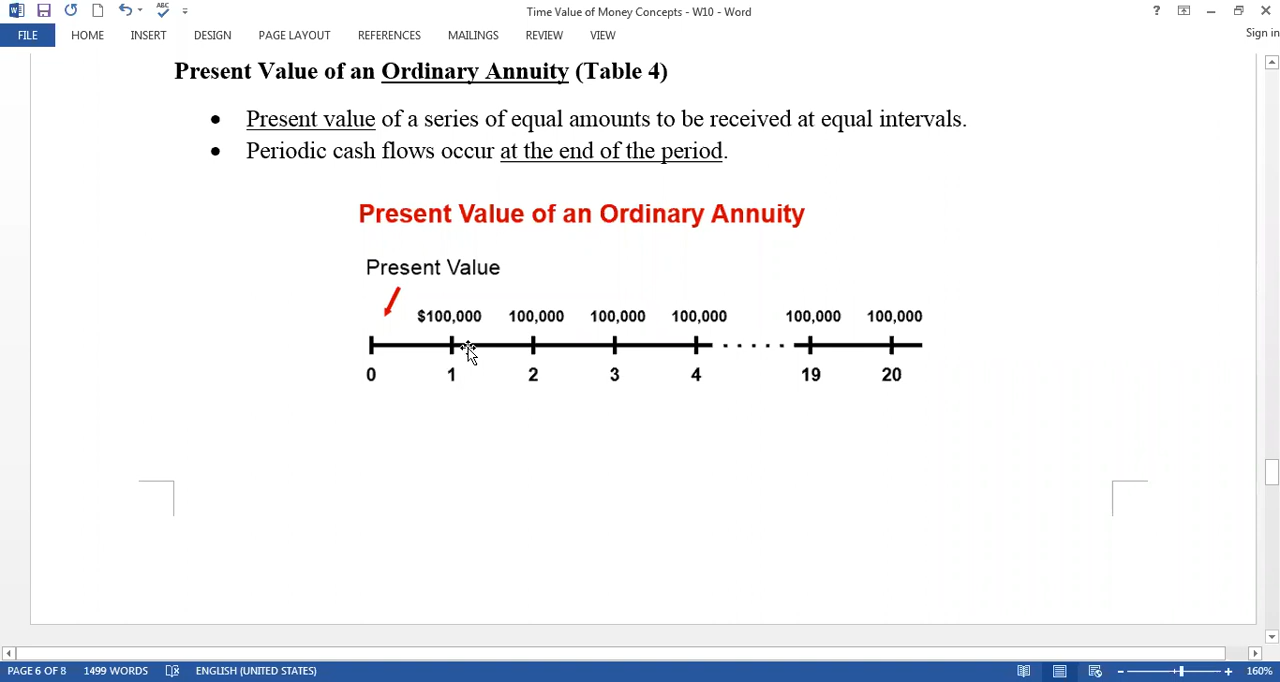 Time Value of Money Concepts - W10 - Word
?
ABC
FILE HOME INSERT DESIGN PAGE LAYOUT REFERENCES MAILINGS REVIEW VIEW Sign in
Present Value of an Ordinary Annuity (Table 4)
• Present value of a series of equal amounts to be received at equal intervals.
• Periodic cash flows occur at the end of the period.
Present Value of an Ordinary Annuity
Present Value
$100,000 100,000 100,000 100,000 100,000 100,000
0 1 2 3 4 19 20
PAGE 6 OF 8 1499 WORDS ENGLISH (UNITED STATES) 160%